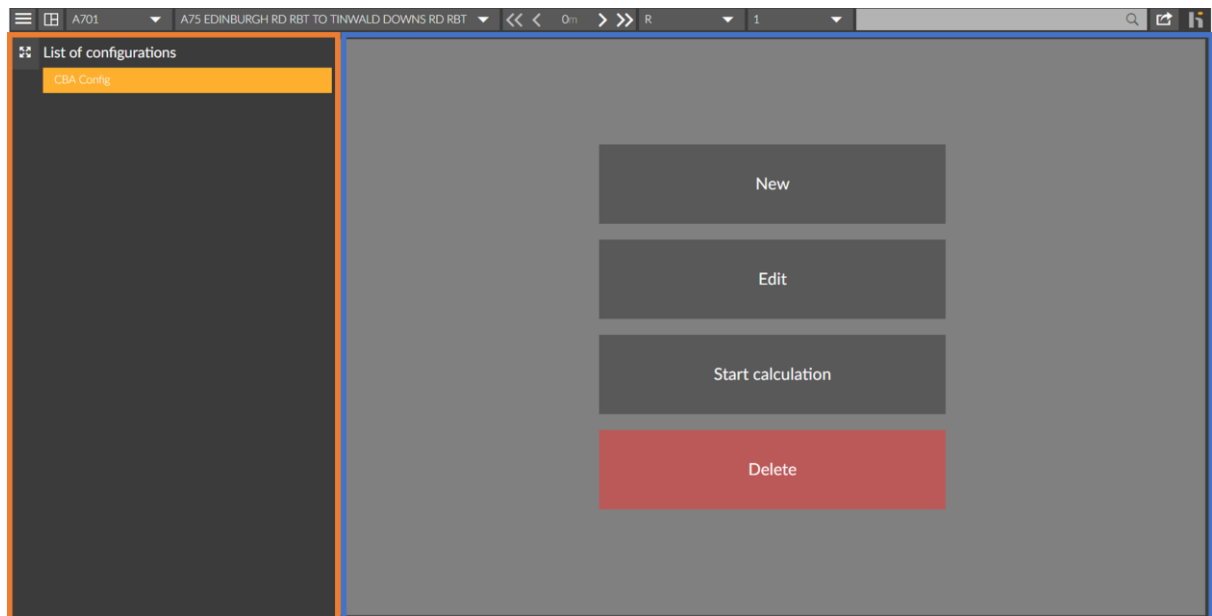 A701 A75 EDINBURGH RD RBT TO TINWALD DOWNS RD RBT 0m R 1
List of configurations
CBA Config
New
Edit
Start calculation
Delete